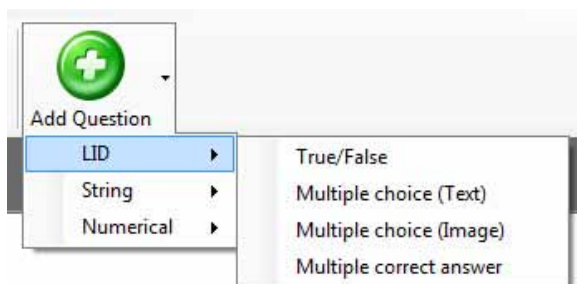 Add Question
LID
String
Numerical
True/False
Multiple choice (Text)
Multiple choice (Image)
Multiple correct answer